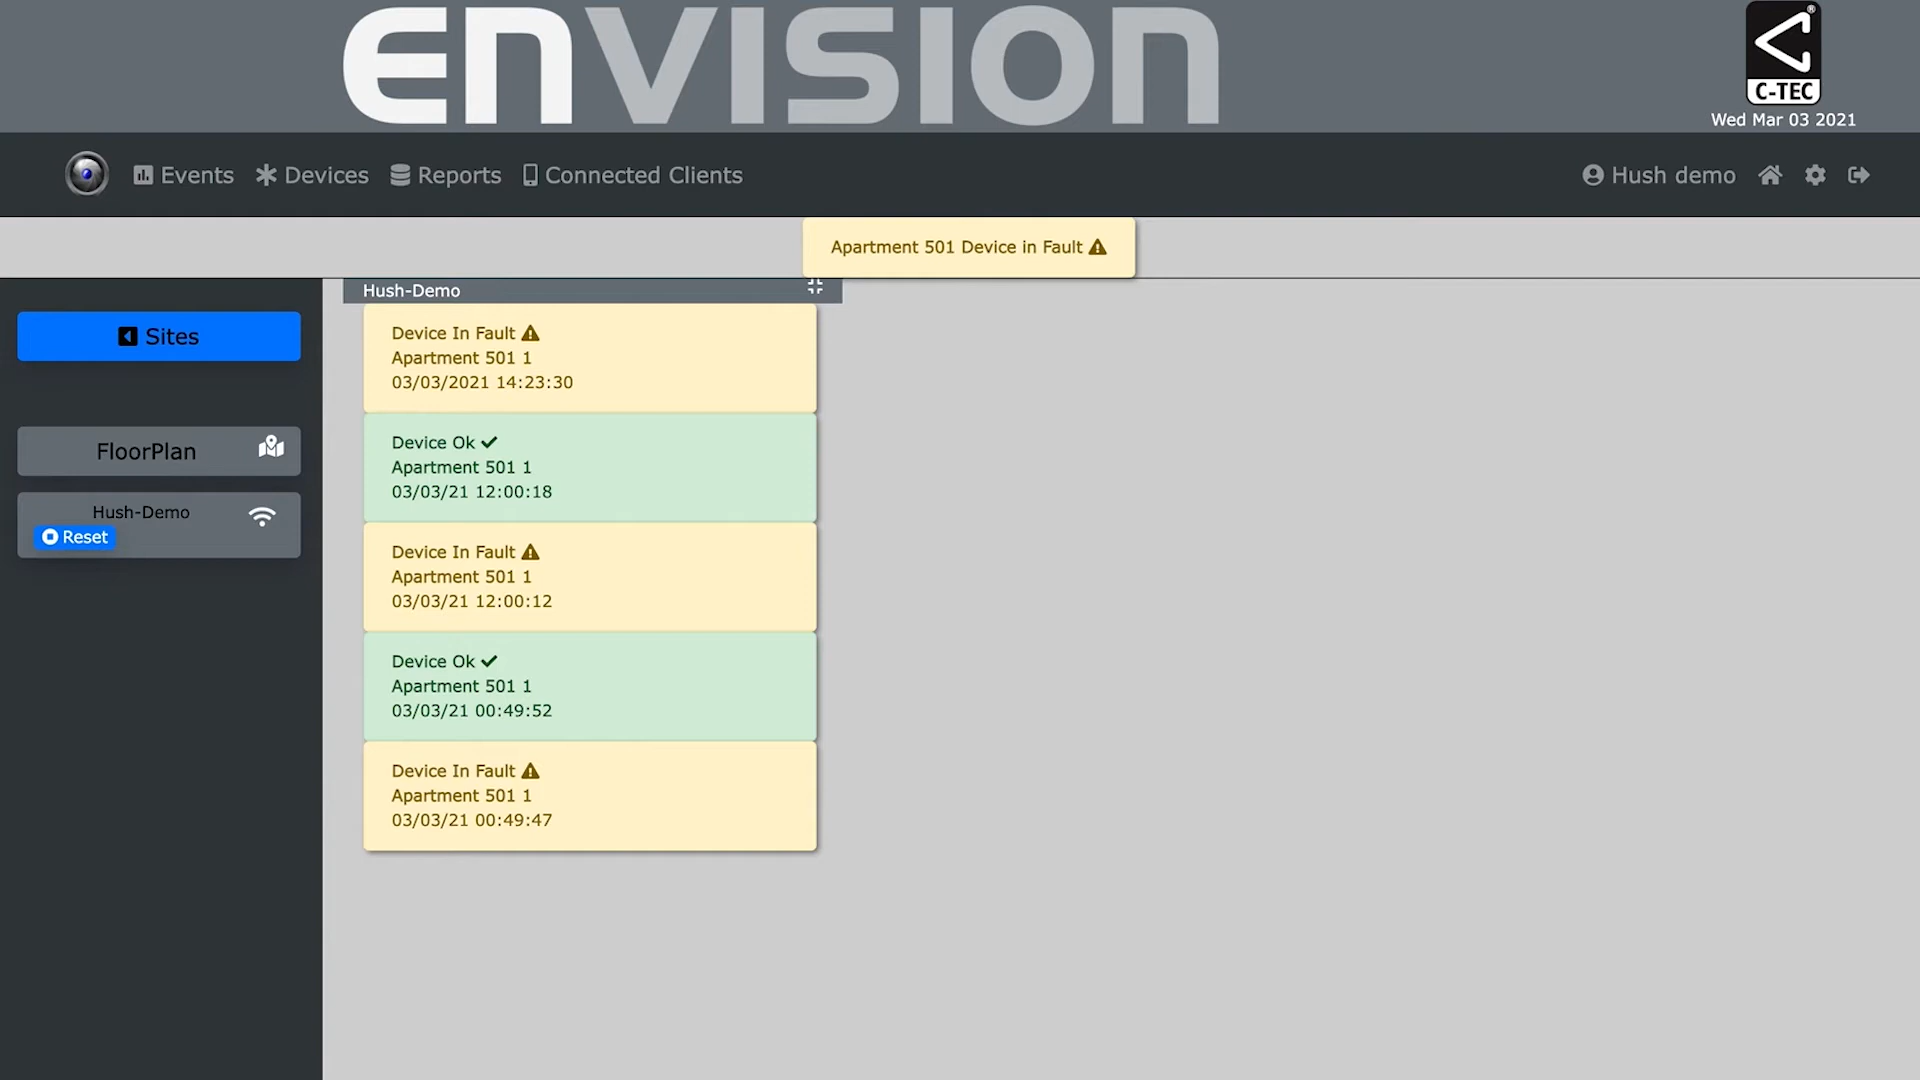 ENVISION
C-TEC®
Wed Mar 03 2021
Events Devices Reports Connected Clients Hush demo
Apartment 501 Device in Fault
Sites
FloorPlan
Hush-Demo
Reset
Hush-Demo
Device In Fault
Apartment 501 1
03/03/2021 14:23:30
Device Ok
Apartment 501 1
03/03/21 12:00:18
Device In Fault
Apartment 501 1
03/03/21 12:00:12
Device Ok
Apartment 501 1
03/03/21 00:49:52
Device In Fault
Apartment 501 1
03/03/21 00:49:47